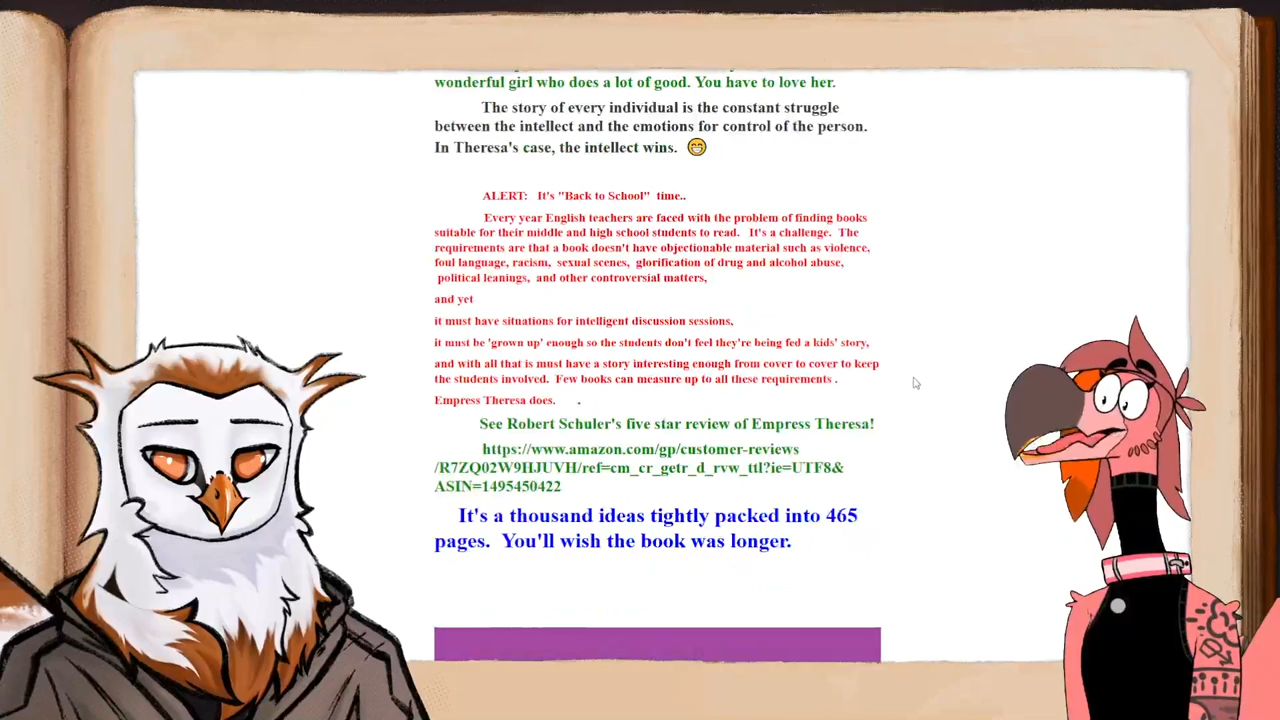 wonderful girl who does a lot of good. You have to love her.
The story of every individual is the constant struggle
between the intellect and the emotions for control of the person.
In Theresa's case, the intellect wins. 😁
ALERT: It's "Back to School" time..
Every year English teachers are faced with the problem of finding books
suitable for their middle and high school students to read. It's a challenge. The
requirements are that a book doesn't have objectionable material such as violence,
foul language, racism, sexual scenes, glorification of drug and alcohol abuse,
political leanings, and other controversial matters,
and yet
it must have situations for intelligent discussion sessions,
it must be 'grown up' enough so the students don't feel they're being fed a kids' story,
and with all that is must have a story interesting enough from cover to cover to keep
the students involved. Few books can measure up to all these requirements .
Empress Theresa does. .
See Robert Schuler's five star review of Empress Theresa!
https://www.amazon.com/gp/customer-reviews
/R7ZQ02W9HJUVH/ref=cm_cr_getr_d_rvw_ttl?ie=UTF8&
ASIN=1495450422
It's a thousand ideas tightly packed into 465
pages. You'll wish the book was longer.